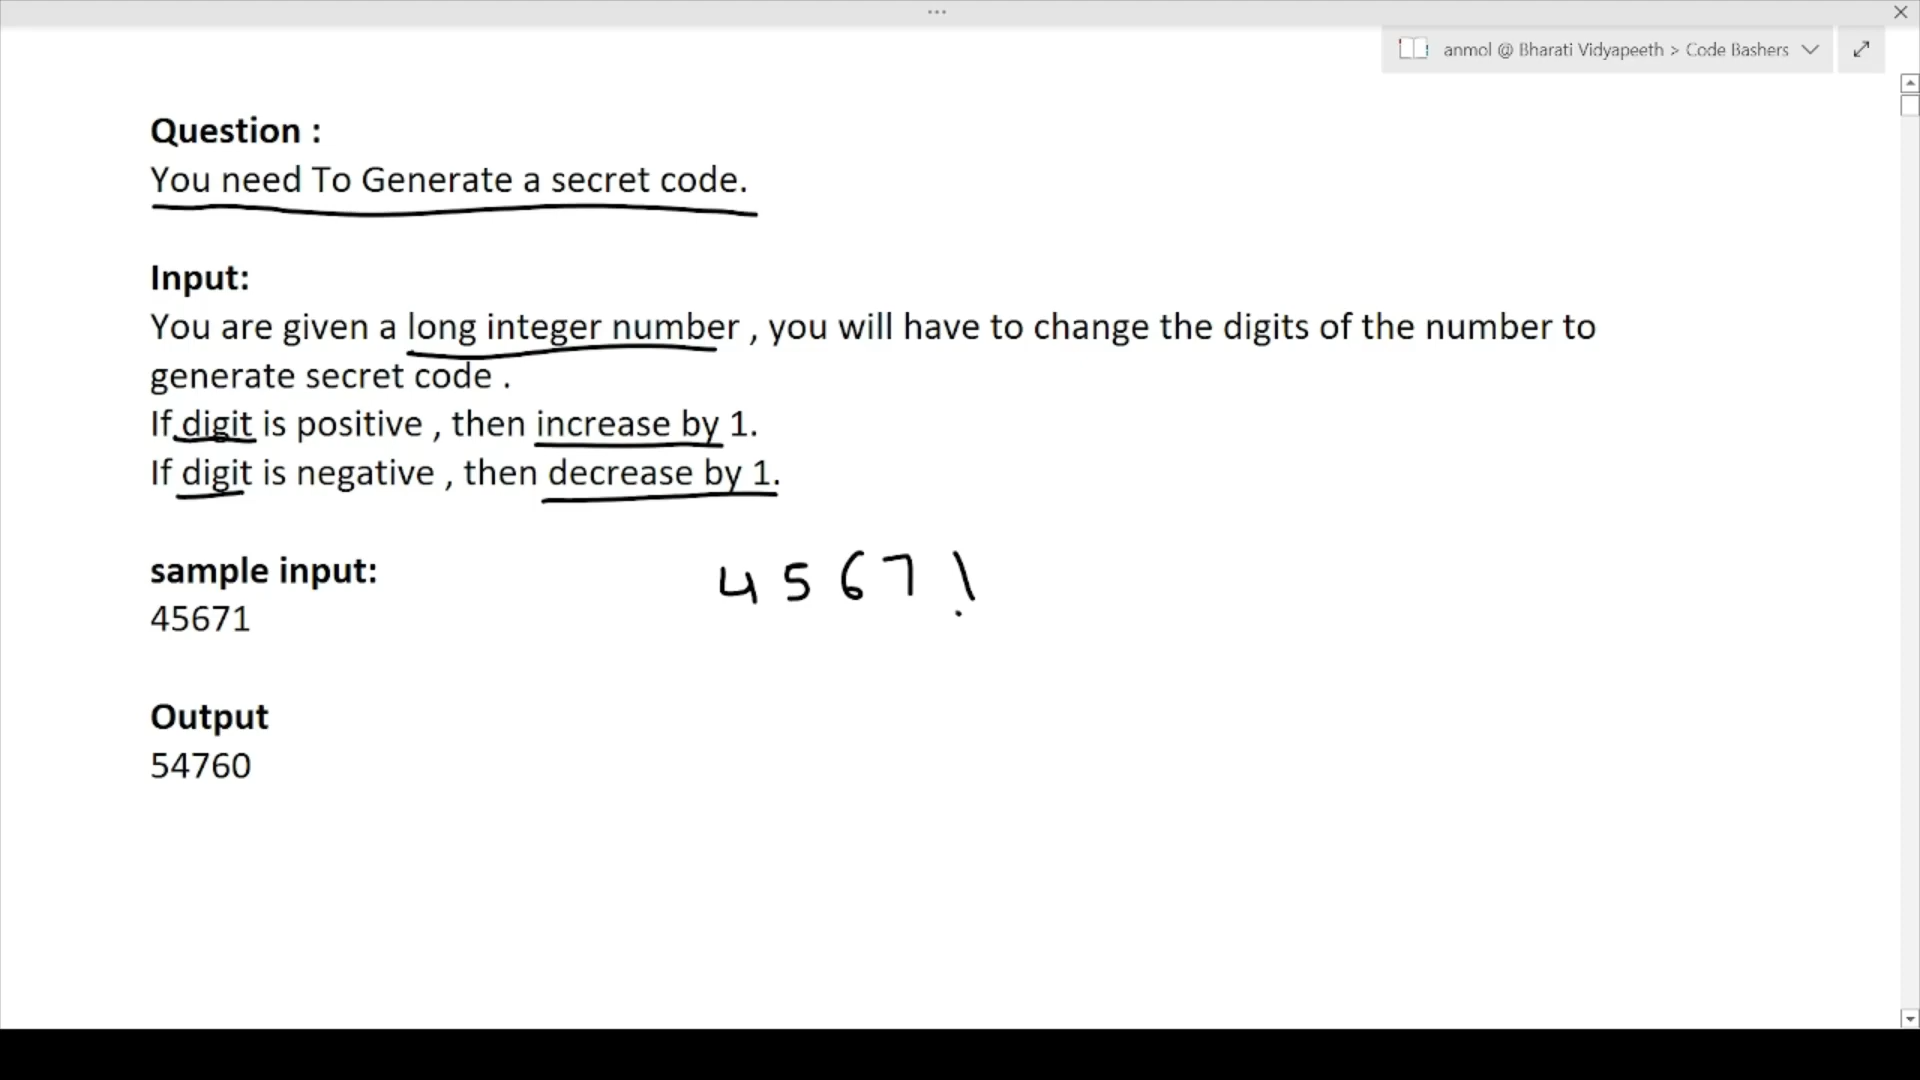 anmol @ Bharati Vidyapeeth > Code Bashers
Question :
You need To Generate a secret code.
Input:
You are given a long integer number , you will have to change the digits of the number to
generate secret code .
If digit is positive , then increase by 1.
If digit is negative , then decrease by 1.
sample input:
4 5 6 7 1
45671
Output
54760